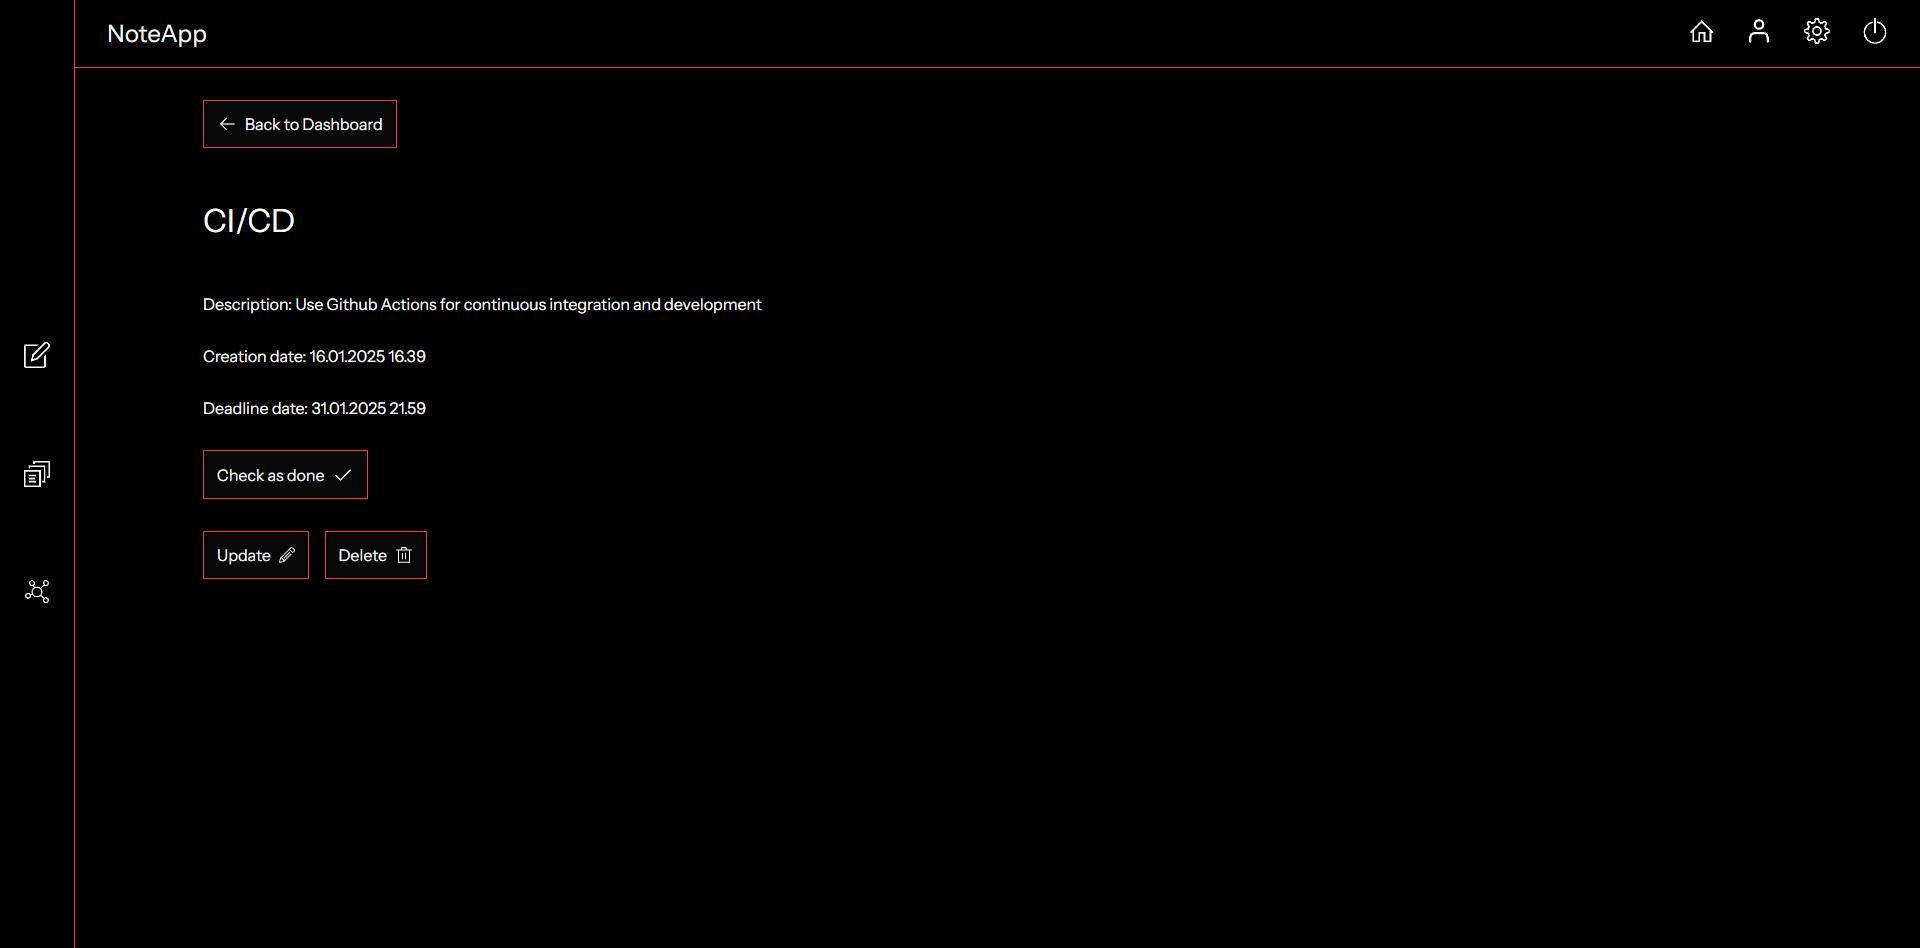 NoteApp
Back to Dashboard
CI/CD
Description: Use Github Actions for continuous integration and development
Creation date: 16.01.2025 16.39
Deadline date: 31.01.2025 21.59
Check as done
Update
Delete